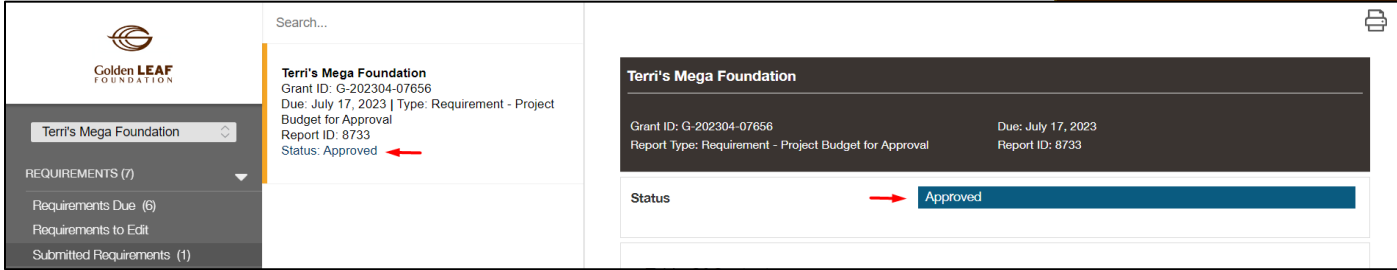 Golden LEAF
FOUNDATION
Terri's Mega Foundation
REQUIREMENTS (7)
Requirements Due (6)
Requirements to Edit
Submitted Requirements (1)
Search...
Terri's Mega Foundation
Grant ID: G-202304-07656
Due: July 17, 2023 | Type: Requirement - Project
Budget for Approval
Report ID: 8733
Status: Approved
Terri's Mega Foundation
Grant ID: G-202304-07656
Due: July 17, 2023
Report Type: Requirement - Project Budget for Approval
Report ID: 8733
Status
Approved